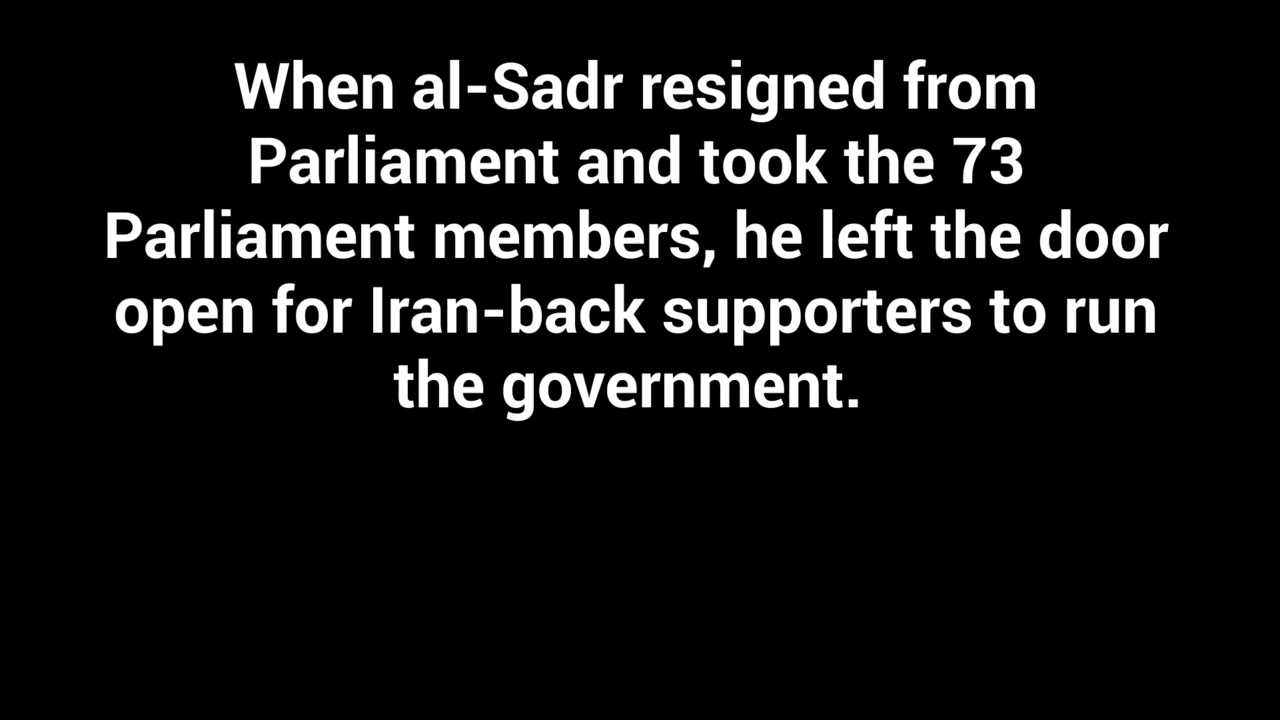 When al-Sadr resigned from
Parliament and took the 73
Parliament members, he left the door
open for Iran-back supporters to run
the government.